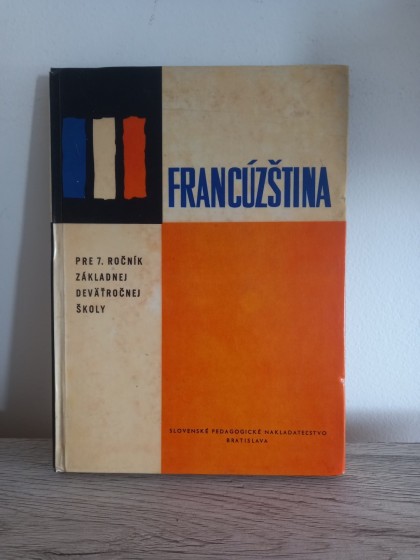 FRANCÚZŠTINA
PRE 7. ROČNÍK
ZÁKLADNEJ
DEVÄŤROČNEJ
ŠKOLY
SLOVENSKÉ PEDAGOGICKÉ NAKLADATEĽSTVO
BRATISLAVA